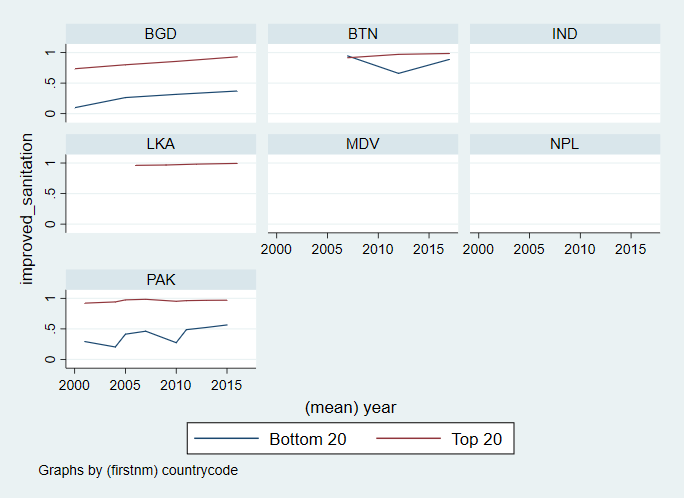 BGD BTN IND
0 .5 1
LKA MDV NPL
0 .5 1
2000 2005 2010 2015 2000 2005 2010 2015
PAK
0 .5 1
2000 2005 2010 2015
improved_sanitation
(mean) year
Bottom 20 Top 20
Graphs by (firstnm) countrycode